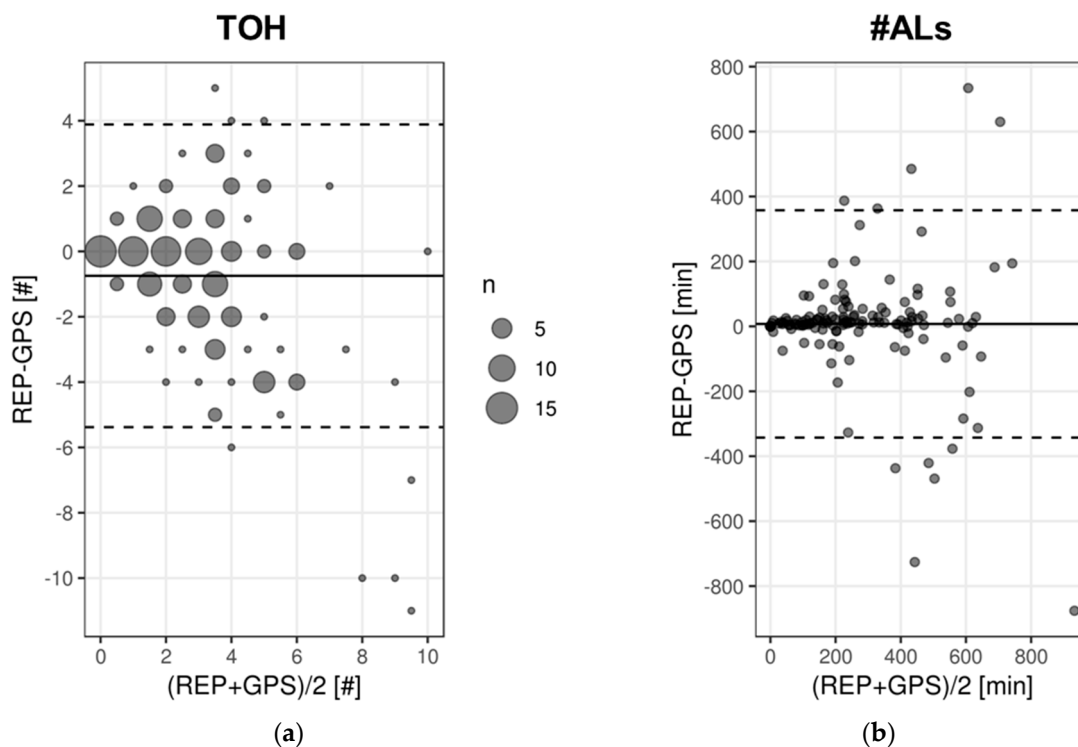 TOH
#ALs
REP-GPS [#]
4
2
0
-2
-4
-6
-8
-10
0 2 4 6 8 10
(REP+GPS)/2 [#]
n
5
10
15
REP-GPS [min]
800
600
400
200
0
-200
-400
-600
-800
0 200 400 600 800
(REP+GPS)/2 [min]
(a)
(b)